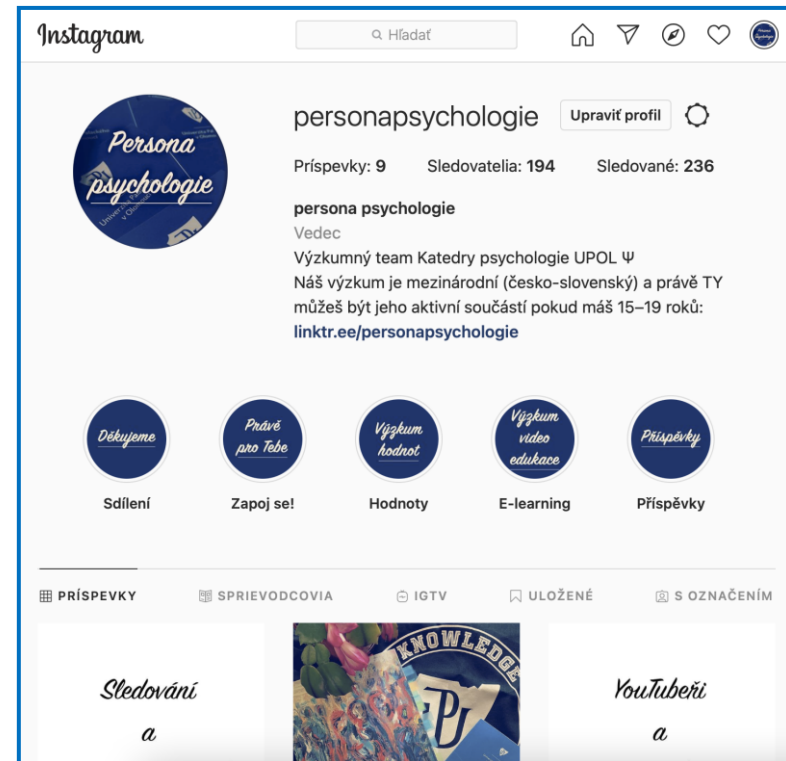 Instagram
Hľadať
Persona
psychologie
personapsychologie
Upraviť profil
Príspevky: 9 Sledovatelia: 194 Sledované: 236
persona psychologie
Vedec
Výzkumný team Katedry psychologie UPOL Ψ
Náš výzkum je mezinárodní (česko-slovenský) a právě TY
můžeš být jeho aktivní součástí pokud máš 15–19 roků:
linktr.ee/personapsychologie
Děkujeme
Právě
pro Tebe
Výzkum
hodnot
Výzkum
video
edukace
Příspěvky
Sdílení Zapoj se! Hodnoty E-learning Příspěvky
PRÍSPEVKY SPRIEVODCOVIA IGTV ULOŽENÉ S OZNAČENÍM
Sledování
a
KNOWLEDGE
YouTubeři
a